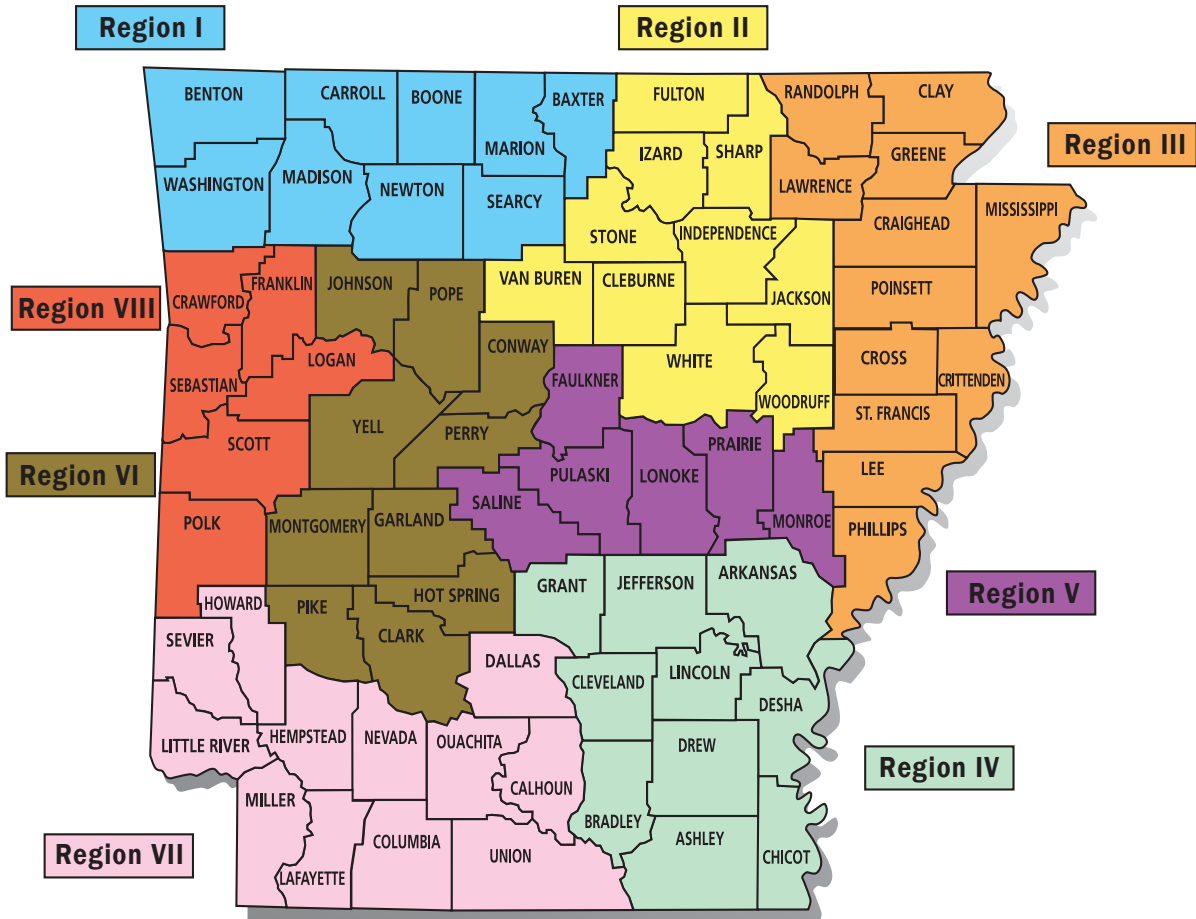 Region I
Region II
BENTON
CARROLL
BOONE
MARION
BAXTER
FULTON
RANDOLPH
CLAY
IZARD
SHARP
GREENE
Region III
WASHINGTON
MADISON
NEWTON
SEARCY
LAWRENCE
MISSISSIPPI
STONE
INDEPENDENCE
CRAIGHEAD
Region VIII
CRAWFORD
FRANKLIN
JOHNSON
POPE
VAN BUREN
CLEBURNE
JACKSON
POINSETT
LOGAN
CONWAY
WHITE
CROSS
SEBASTIAN
FAULKNER
WOODRUFF
CRITTENDEN
SCOTT
YELL
PERRY
PRAIRIE
ST. FRANCIS
Region VI
PULASKI
LONOKE
LEE
POLK
MONTGOMERY
GARLAND
SALINE
MONROE
PHILLIPS
HOWARD
PIKE
HOT SPRING
GRANT
JEFFERSON
ARKANSAS
Region V
SEVIER
CLARK
DALLAS
CLEVELAND
LINCOLN
DESHA
LITTLE RIVER
HEMPSTEAD
NEVADA
OUACHITA
DREW
Region IV
MILLER
CALHOUN
BRADLEY
Region VII
LAFAYETTE
COLUMBIA
UNION
ASHLEY
CHICOT